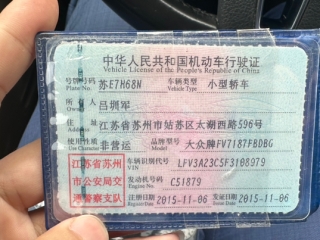 中华人民共和国机动车行驶证
Vehicle License of the People's Republic of China
号牌号码 苏E7H68N 车辆类型 小型轿车
Plate No. Vehicle Type
所有人 吕圳军
住址 江苏省苏州市姑苏区太湖西路596号
使用性质 非营运 品牌型号 大众牌FV7187FBDBG
Use Character
江苏省苏州 车辆识别代号 LFV3A23C5F3108979
VIN
市公安局交 发动机号码 C51879
通警察支队 注册日期 2015-11-06 发证日期 2015-11-06